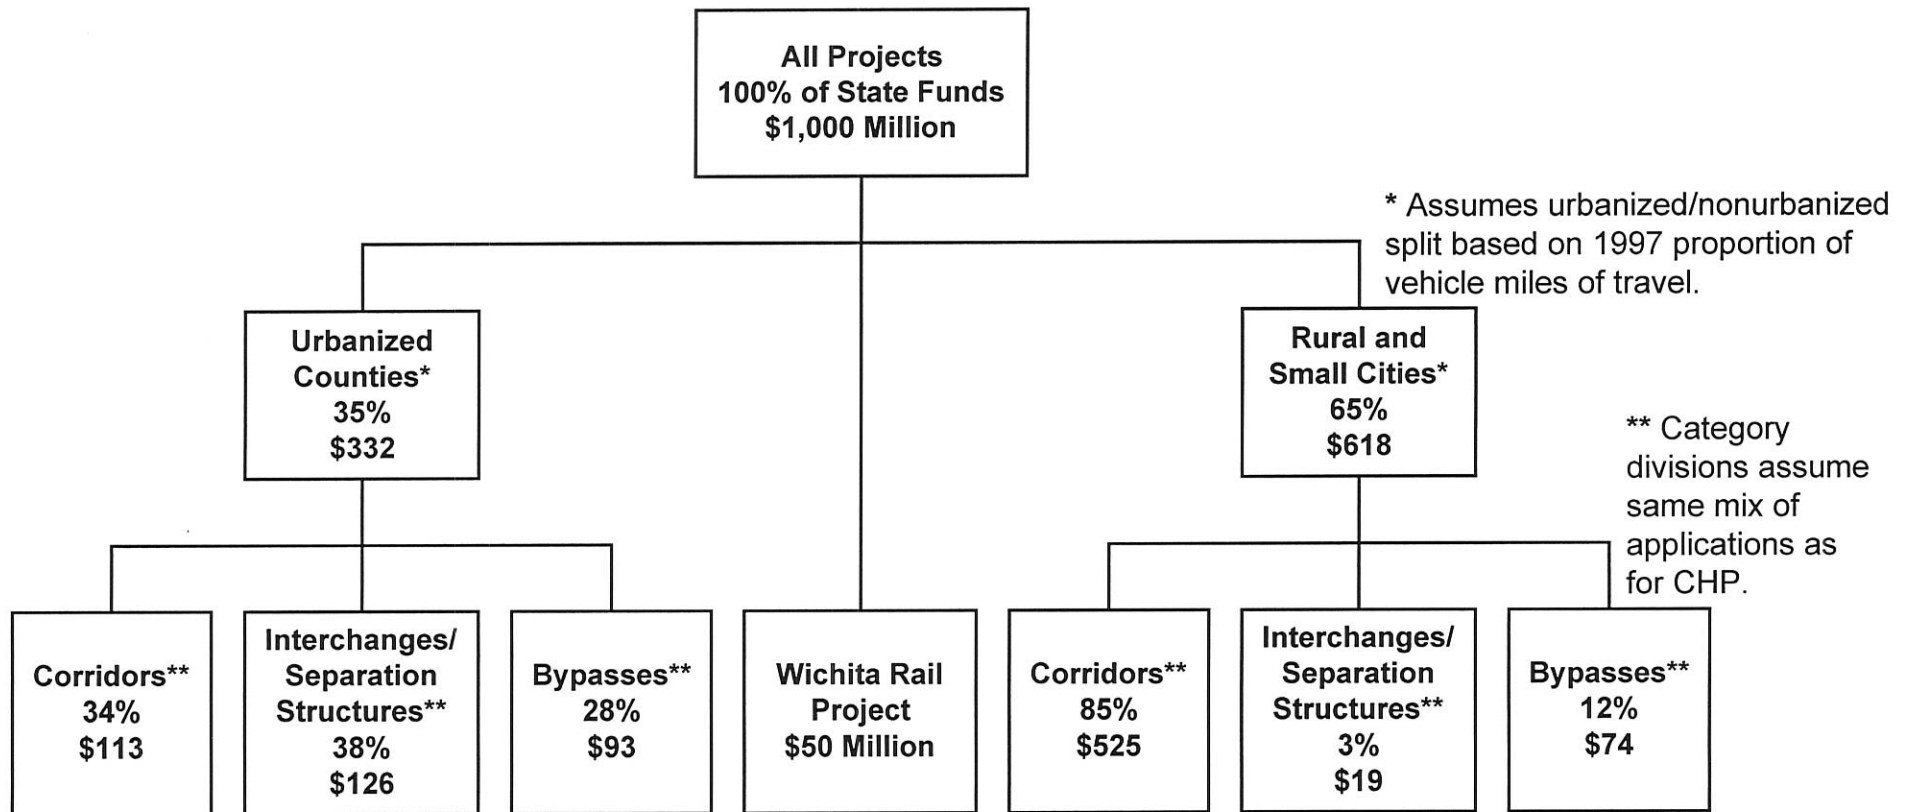 All Projects
100% of State Funds
$1,000 Million
* Assumes urbanized/nonurbanized
split based on 1997 proportion of
vehicle miles of travel.
Urbanized
Counties*
35%
$332
Rural and
Small Cities*
65%
$618
** Category
divisions assume
same mix of
applications as
for CHP.
Corridors**
34%
$113
Interchanges/
Separation
Structures**
38%
$126
Bypasses**
28%
$93
Wichita Rail
Project
$50 Million
Corridors**
85%
$525
Interchanges/
Separation
Structures**
3%
$19
Bypasses**
12%
$74